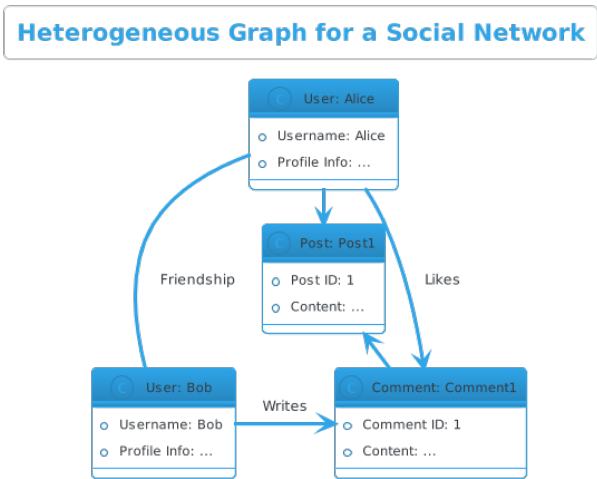 Heterogeneous Graph for a Social Network
C User: Alice
Username: Alice
Profile Info: ...
C Post: Post1
Post ID: 1
Content: ...
Friendship
Likes
C User: Bob
Username: Bob
Profile Info: ...
Writes
C Comment: Comment1
Comment ID: 1
Content: ...